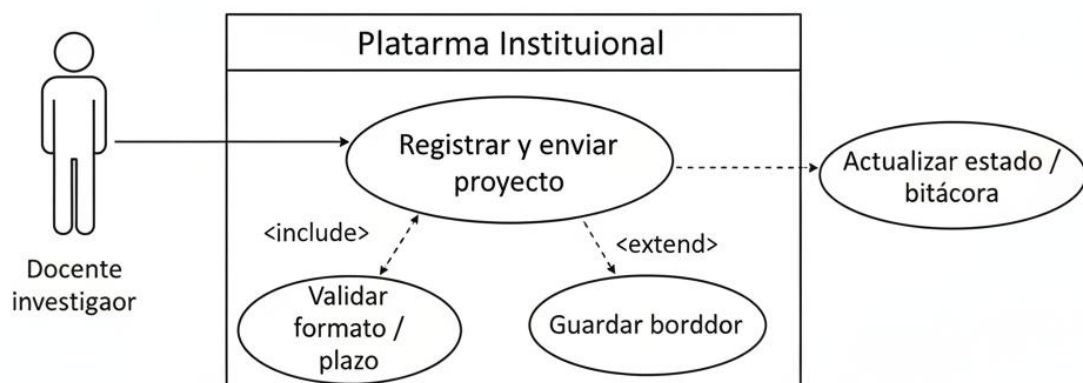 Platarma Instituional
Registrar y enviar
proyecto
Actualizar estado /
bitácora
<include>
<extend>
Docente
investigaor
Validar
formato /
plazo
Guardar borddor